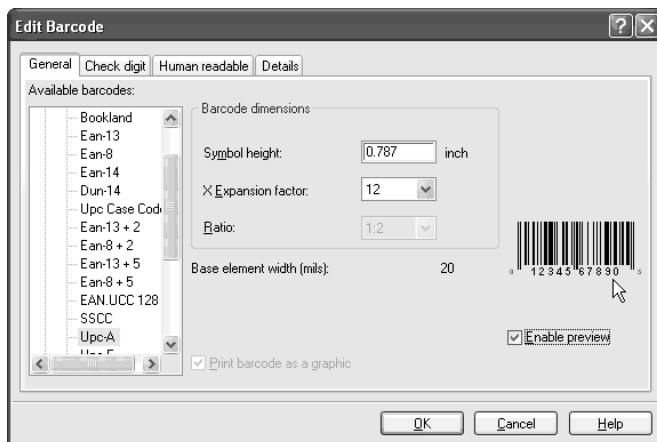 Edit Barcode
General Check digit Human readable Details
Available barcodes:
Bookland
Ean-13
Ean-8
Ean-14
Dun-14
Upc Case Code
Ean-13 + 2
Ean-8 + 2
Ean-13 + 5
Ean-8 + 5
EAN.UCC 128
SSCC
Upc-A
Barcode dimensions
Symbol height: 0.787 inch
X Expansion factor: 12
Ratio: 1:2
Base element width (mils): 20
0 12345 67890 5
Enable preview
Print barcode as a graphic
OK Cancel Help